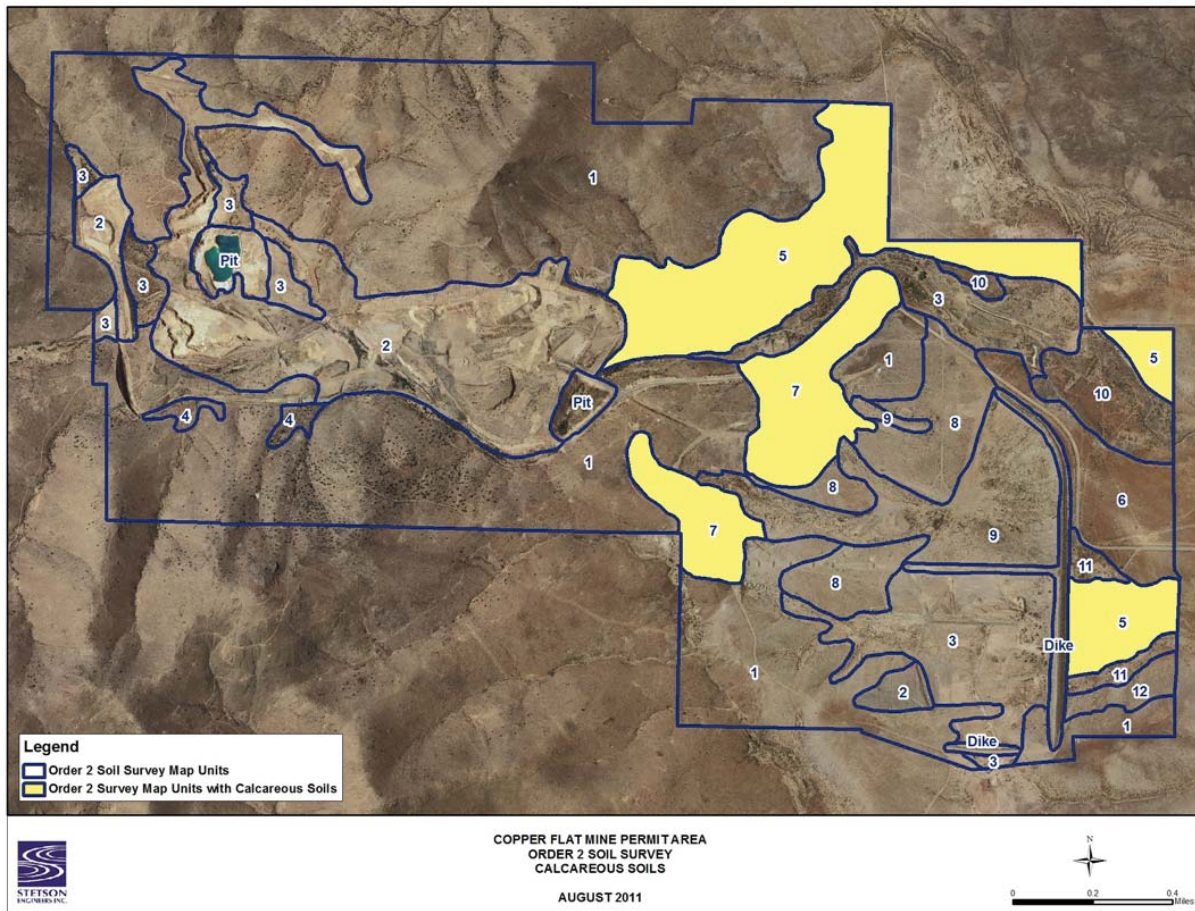 1
3
2
3
Pit
3
3
3
2
4
4
Pit
1
5
10
3
5
1
7
9
8
10
8
6
9
7
11
8
5
3
Dike
1
11
2
12
1
Dike
3
Legend
Order 2 Soil Survey Map Units
Order 2 Survey Map Units with Calcareous Soils
STETSON
ENGINEERS INC.
COPPER FLAT MINE PERMIT AREA
ORDER 2 SOIL SURVEY
CALCAREOUS SOILS
AUGUST 2011
N
0 0.2 0.4
Miles